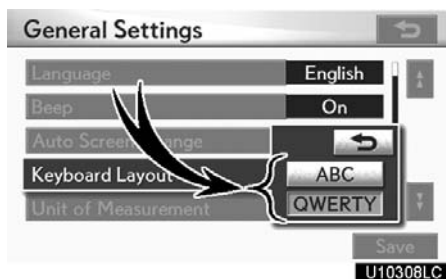 General Settings
Language English
Beep On
Auto Screen Change
Keyboard Layout ABC
QWERTY
Unit of Measurement
Save
U10308LC